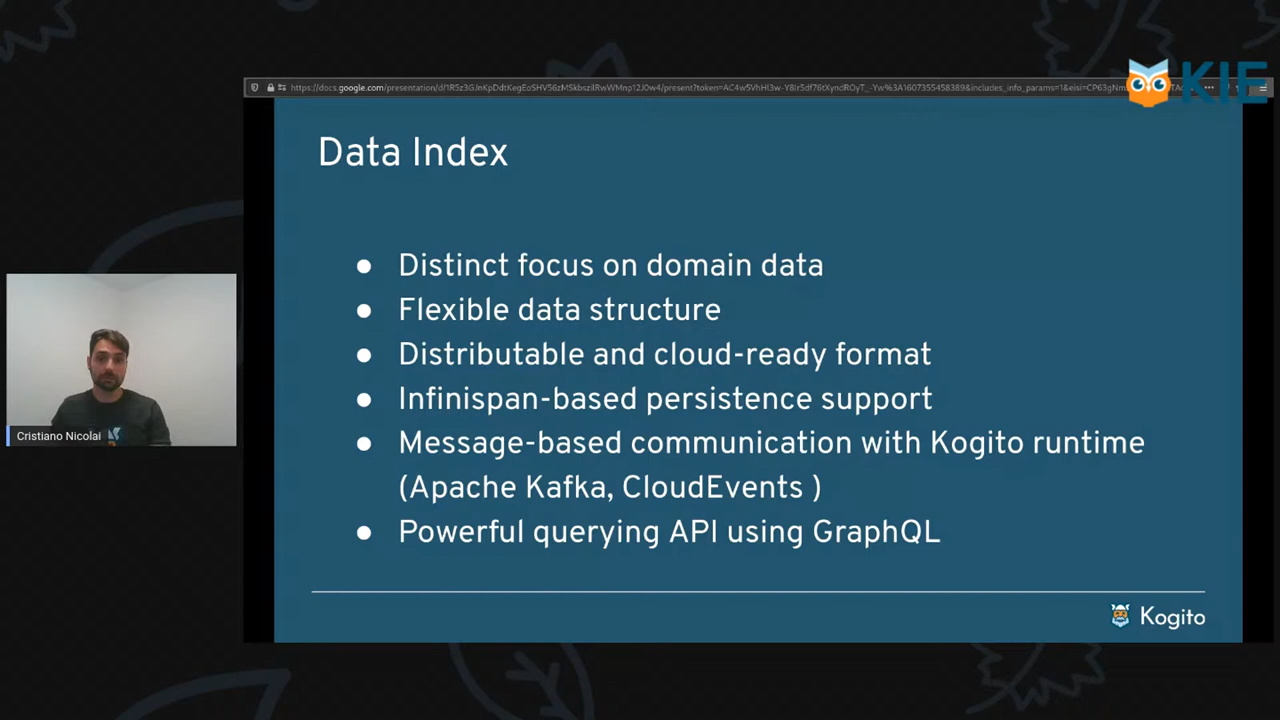 KIE
Data Index
● Distinct focus on domain data
● Flexible data structure
● Distributable and cloud-ready format
● Infinispan-based persistence support
● Message-based communication with Kogito runtime
(Apache Kafka, CloudEvents )
● Powerful querying API using GraphQL
Cristiano Nicolai
Kogito